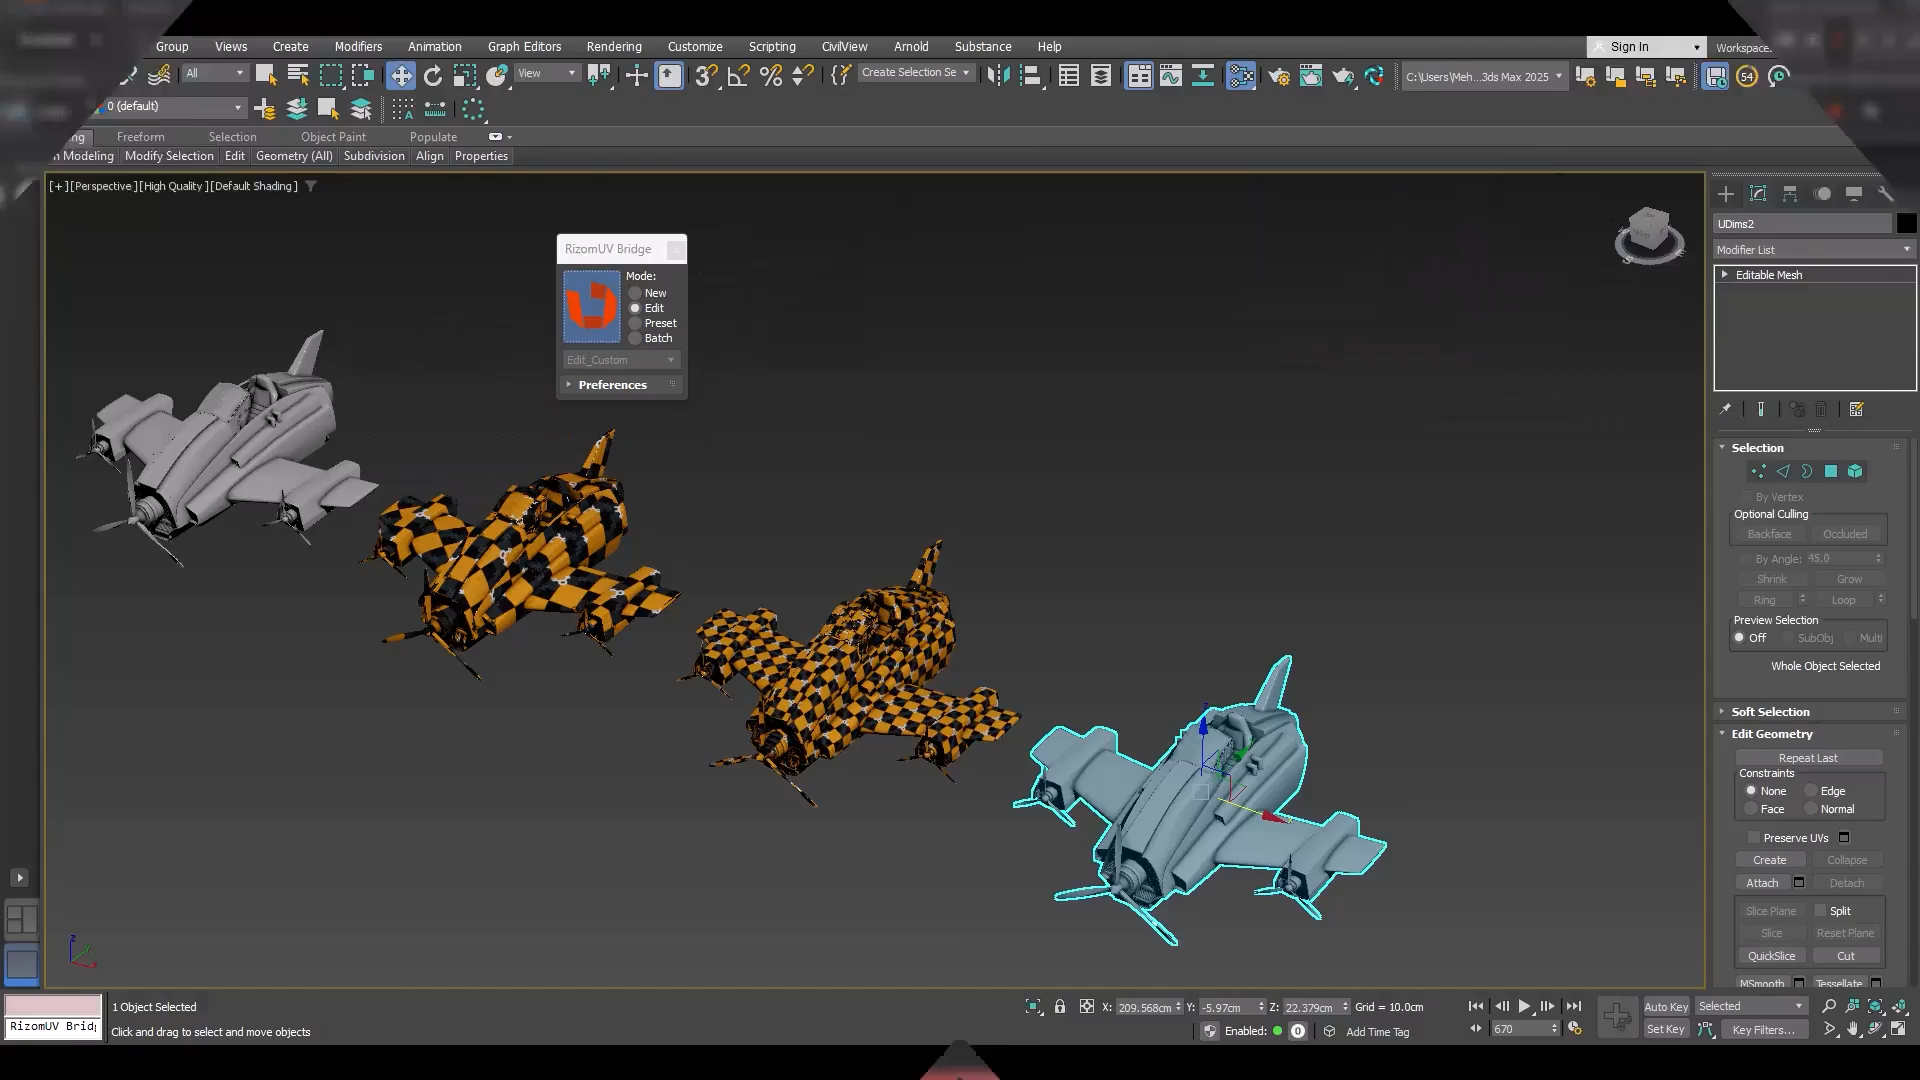 Group Views Create Modifiers Animation Graph Editors Rendering Customize Scripting CivilView Arnold Substance Help
Sign In
Workspace.
All
View
Create Selection Se
C:\Users\Meh...3ds Max 2025
54
0 (default)
ng Freeform Selection Object Paint Populate
n Modeling Modify Selection Edit Geometry (All) Subdivision Align Properties
[+][Perspective][High Quality][Default Shading]
UDims2
Modifier List
Editable Mesh
RizomUV Bridge
Mode:
New
Edit
Preset
Batch
Edit_Custom
Preferences
Selection
By Vertex
Optional Culling
Backface Occluded
By Angle: 45.0
Shrink Grow
Ring Loop
Preview Selection
Off SubObj Multi
Whole Object Selected
Soft Selection
Edit Geometry
Repeat Last
Constraints
None Edge
Face Normal
Preserve UVs
Create Collapse
Attach Detach
Slice Plane Split
Slice Reset Plane
QuickSlice Cut
MSmooth Tessellate
1 Object Selected
X: 209.568cm Y: -5.97cm Z: 22.379cm Grid = 10.0cm
Auto Key Selected
RizomUV Bridg
Click and drag to select and move objects
Enabled: 0 Add Time Tag
670
Set Key Key Filters...